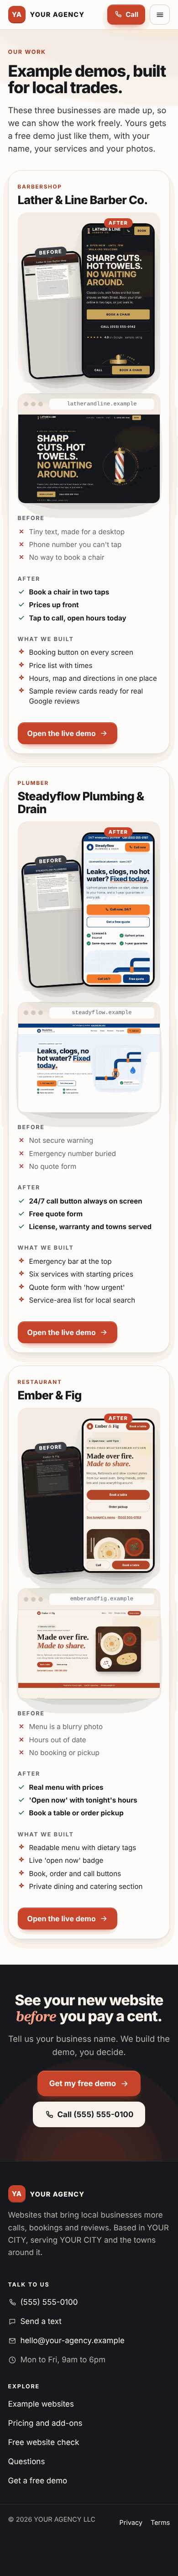 YA YOUR AGENCY
Call
OUR WORK
Example demos, built
for local trades.
These three businesses are made up,
so we can show the work freely. Yours gets
a free demo just like them, with your
name, your services and your photos.
BARBERSHOP
Lather & Line Barber Co.
AFTER
BEFORE
SHARP CUTS.
HOT TOWELS.
NO WAITING
AROUND.
latherandline.example
SHARP CUTS.
HOT TOWELS.
NO WAITING
AROUND.
BEFORE
Tiny text, made for a desktop
Phone number you can't tap
No way to book a chair
AFTER
Book a chair in two taps
Prices up front
Tap to call, open hours today
WHAT WE BUILT
Booking button on every screen
Price list with times
Hours, map and directions in one place
Sample review cards ready for real
Google reviews
Open the live demo
PLUMBER
Steadyflow Plumbing &
Drain
AFTER
BEFORE
Steadyflow
Leaks, clogs, no
hot water?
Fixed today.
steadyflow.example
Leaks, clogs, no
hot water? Fixed
today.
BEFORE
Not secure warning
Emergency number buried
No quote form
AFTER
24/7 call button always on screen
Free quote form
License, warranty and towns served
WHAT WE BUILT
Emergency bar at the top
Six services with starting prices
Quote form with 'how urgent'
Service-area list for local search
Open the live demo
RESTAURANT
Ember & Fig
AFTER
BEFORE
Ember & Fig
Made over fire.
Made to share.
Book a table
Order pickup
emberandfig.example
Made over fire.
Made to share.
BEFORE
Menu is a blurry photo
Hours out of date
No booking or pickup
AFTER
Real menu with prices
'Open now' with tonight's hours
Book a table or order pickup
WHAT WE BUILT
Readable menu with dietary tags
Live 'open now' badge
Book, order and call buttons
Private dining and catering section
Open the live demo
See your new website
before you pay a cent.
Tell us your business name. We build the
demo, you decide.
Get my free demo
Call (555) 555-0100
YA YOUR AGENCY
Websites that bring local businesses more
calls, bookings and reviews. Based in YOUR
CITY, serving YOUR CITY and the towns
around it.
TALK TO US
(555) 555-0100
Send a text
hello@your-agency.example
Mon to Fri, 9am to 6pm
EXPLORE
Example websites
Pricing and add-ons
Free website check
Questions
Get a free demo
© 2026 YOUR AGENCY LLC
Privacy Terms